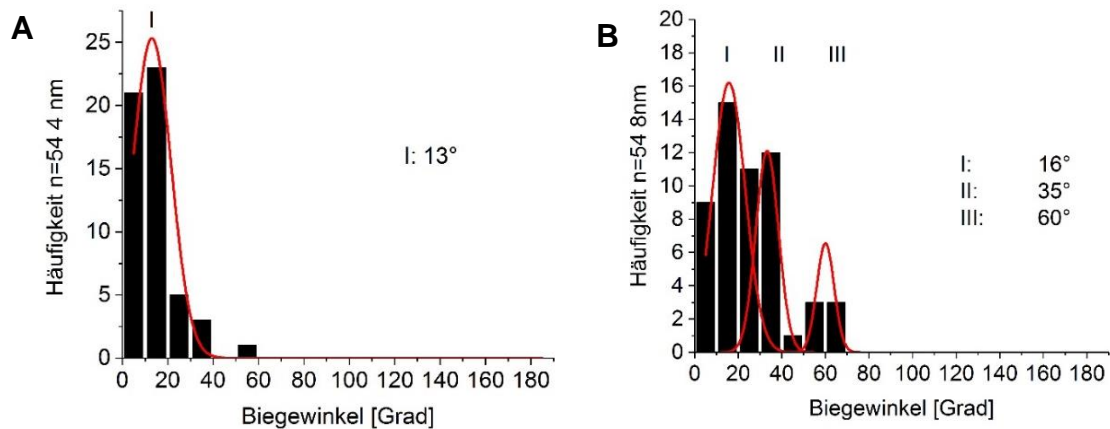 A
I
Häufigkeit n=54 4 nm
25
20
15
10
5
0
I: 13°
0 20 40 60 80 100 120 140 160 180
Biegewinkel [Grad]
B
I II III
Häufigkeit n=54 8nm
20
18
16
14
12
10
8
6
4
2
0
I: 16°
II: 35°
III: 60°
0 20 40 60 80 100 120 140 160 180
Biegewinkel [Grad]